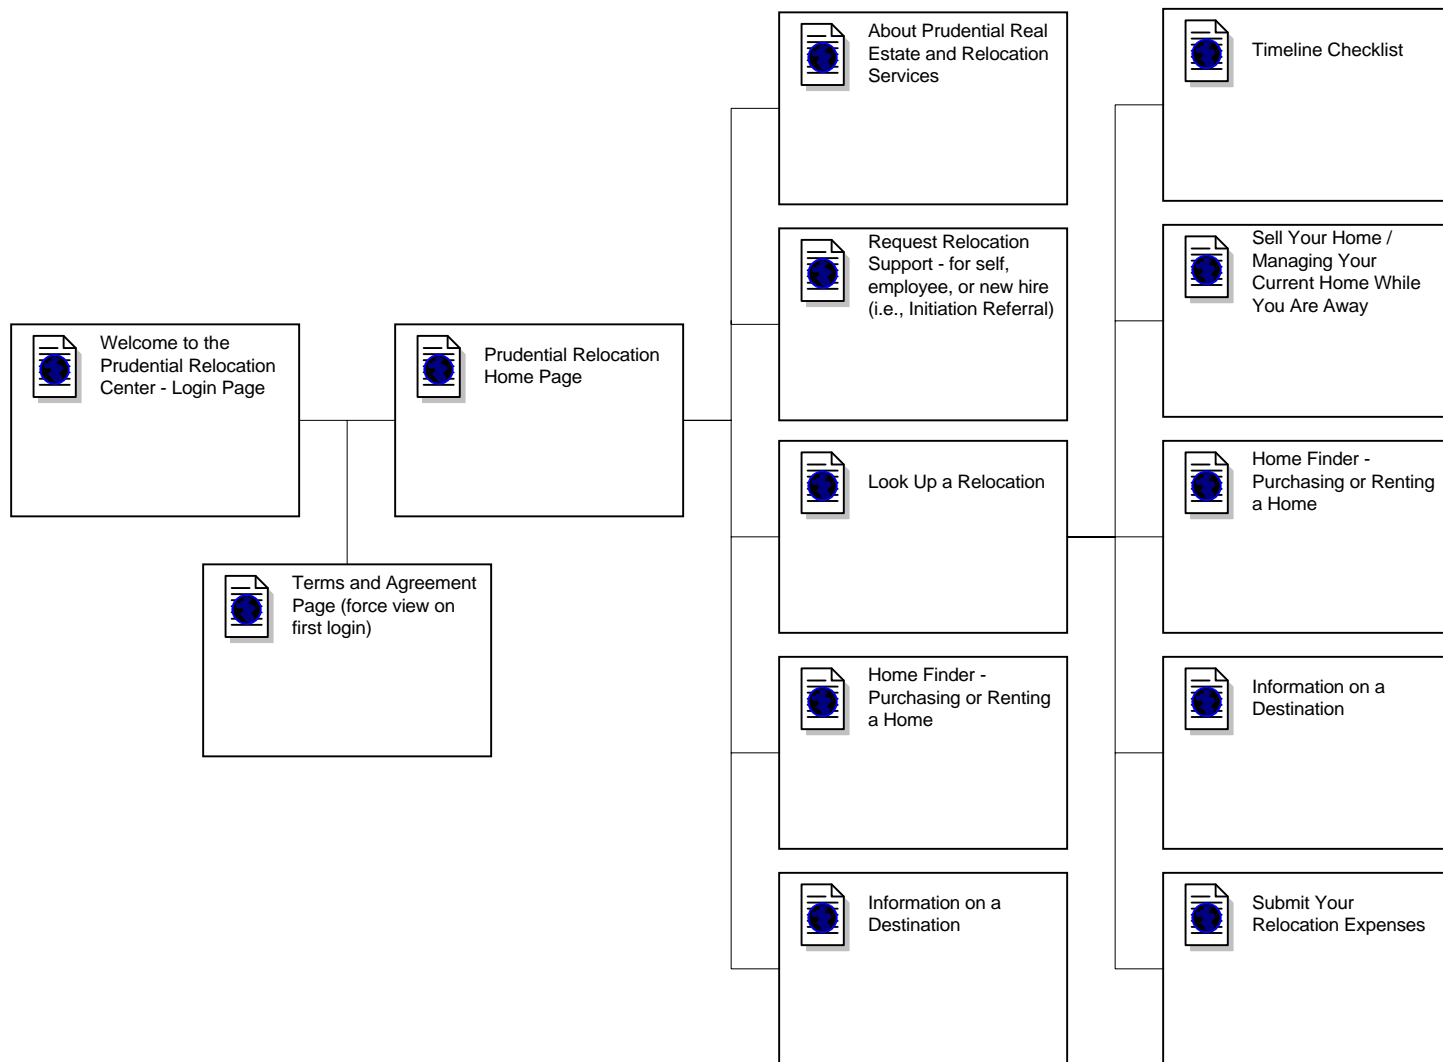 Welcome to the
Prudential Relocation
Center - Login Page
Terms and Agreement
Page (force view on
first login)
Prudential Relocation
Home Page
About Prudential Real
Estate and Relocation
Services
Request Relocation
Support - for self,
employee, or new hire
(i.e., Initiation Referral)
Look Up a Relocation
Home Finder -
Purchasing or Renting
a Home
Information on a
Destination
Timeline Checklist
Sell Your Home /
Managing Your
Current Home While
You Are Away
Home Finder -
Purchasing or Renting
a Home
Information on a
Destination
Submit Your
Relocation Expenses